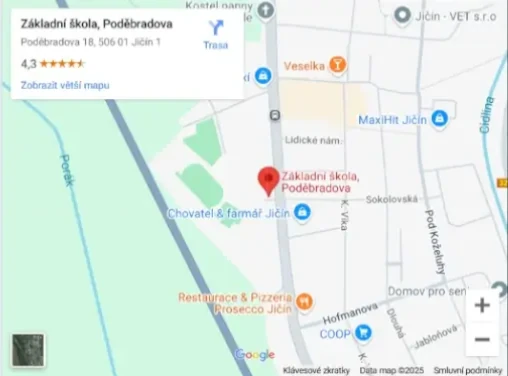 Základní škola, Poděbradova
Poděbradova 18, 506 01 Jičín 1
4,3
Zobrazit větší mapu
Trasa
Kostel panny
Jičín - VET s.r.o
Veselka
MaxiHit Jičín
Cidlina
Lidické nám.
Porák
Základní škola,
Poděbradova
Sokolovská
Chovatel & farmář Jičín
K. Vika
Pod Koželuhy
Domov pro sen
Restaurace & Pizzeria
Prosecco Jičín
Hofmanova
Dlouhá
COOP
Jabloňová
K.
Google
Klávesové zkratky
Data map ©2025
Smluvní podmínky